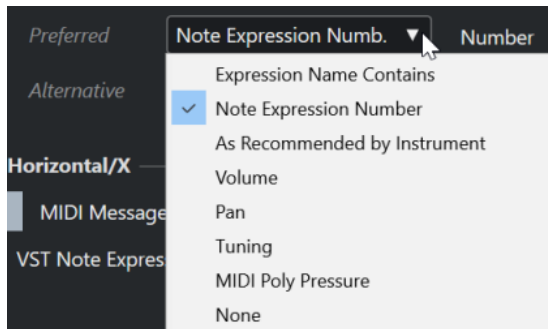 Preferred Note Expression Numb. Number
Expression Name Contains
Alternative
Note Expression Number
As Recommended by Instrument
Horizontal/X
Volume
MIDI Message
Pan
Tuning
VST Note Expres
MIDI Poly Pressure
None